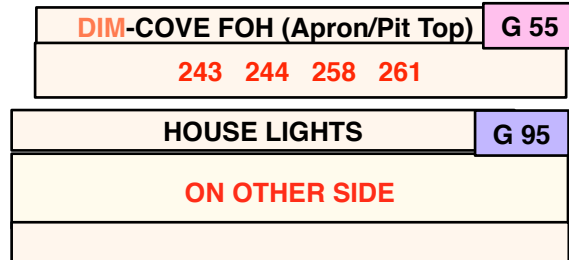 DIM-COVE FOH (Apron/Pit Top) G 55
243 244 258 261
HOUSE LIGHTS G 95
ON OTHER SIDE